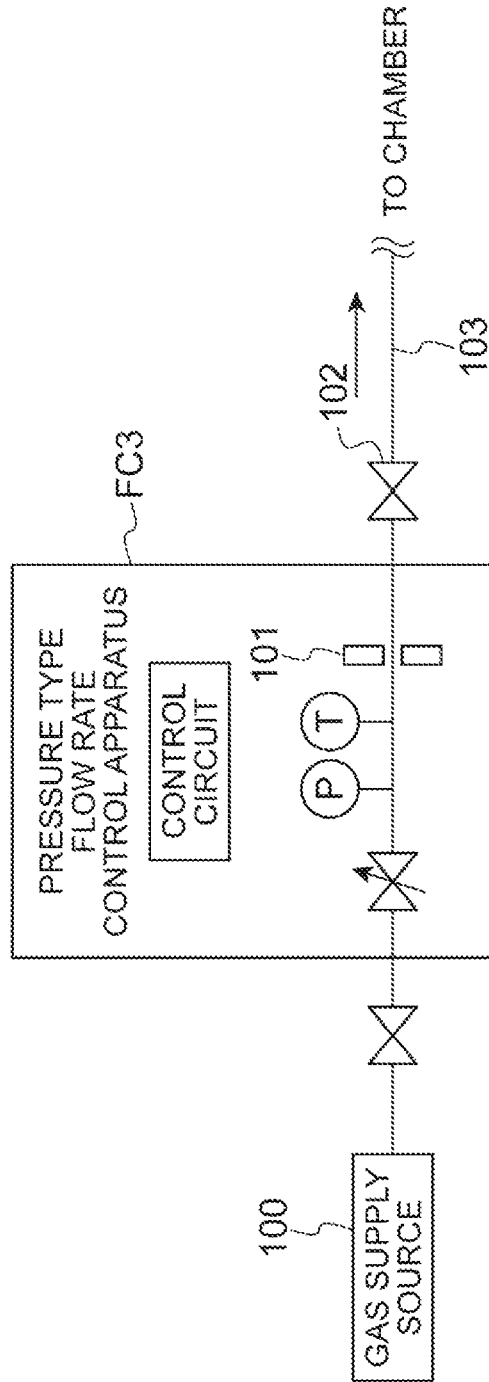 FC3
PRESSURE TYPE
FLOW RATE
CONTROL APPARATUS
CONTROL
CIRCUIT
100
GAS SUPPLY
SOURCE
P
T
101
102
103
TO CHAMBER